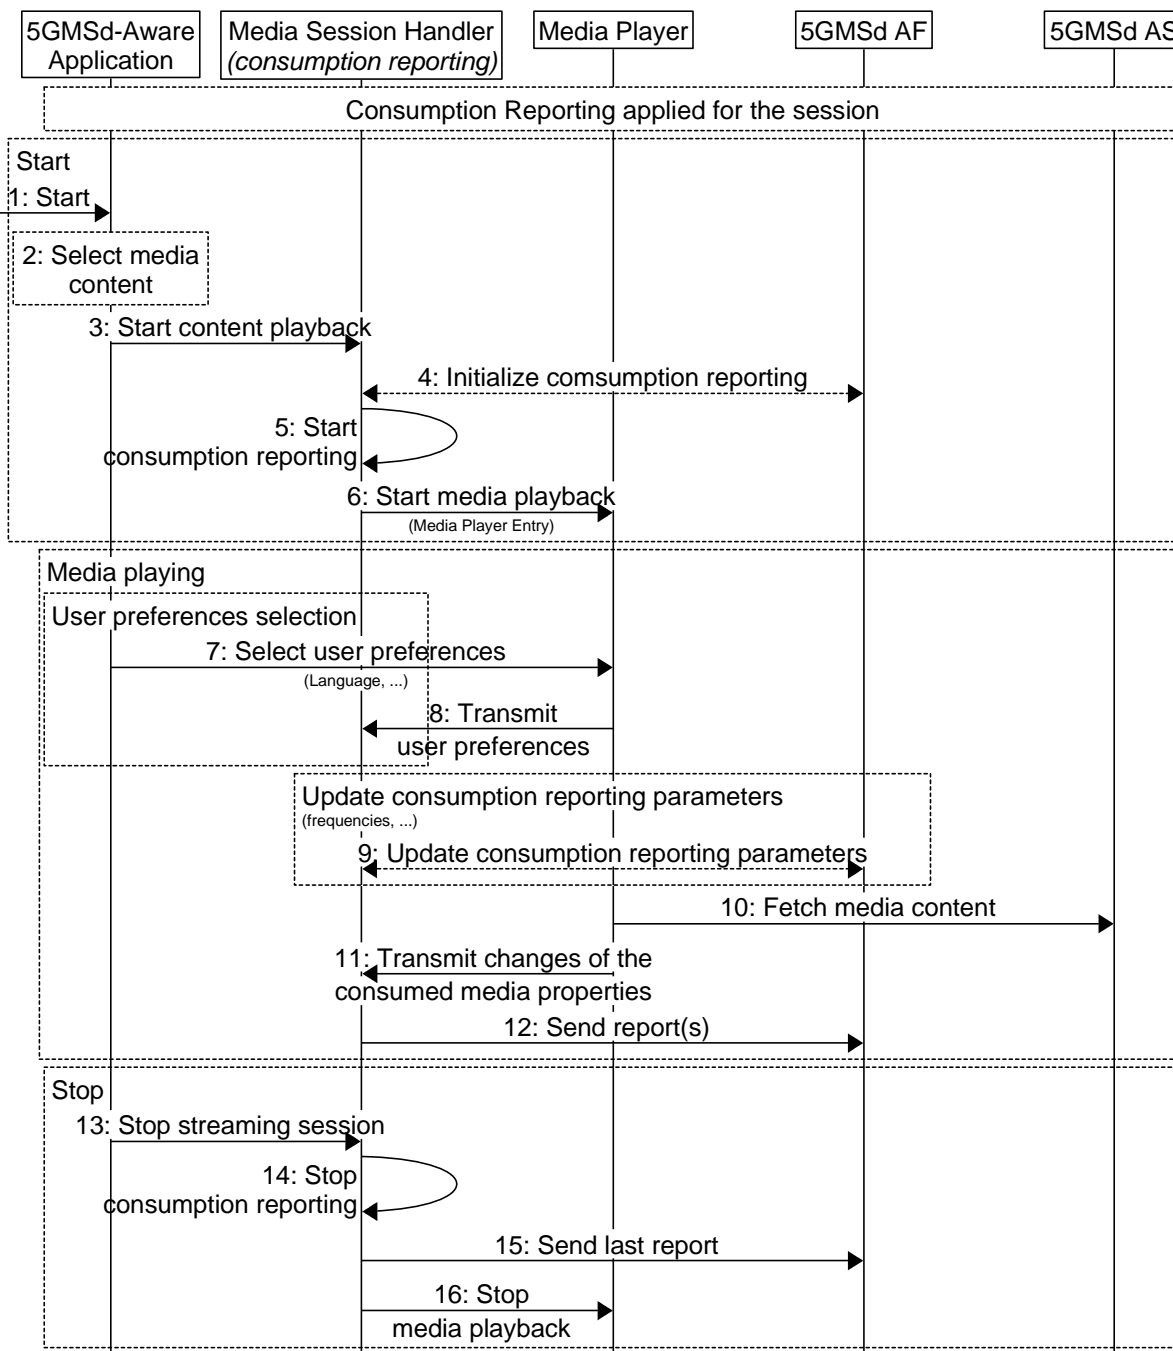 5GMSd-Aware
Application
Media Session Handler
(consumption reporting)
Media Player
5GMSd AF
5GMSd AS
Consumption Reporting applied for the session
Start
1: Start
2: Select media
content
3: Start content playback
4: Initialize comsumption reporting
5: Start
consumption reporting
6: Start media playback
(Media Player Entry)
Media playing
User preferences selection
7: Select user preferences
(Language, ...)
8: Transmit
user preferences
Update consumption reporting parameters
(frequencies, ...)
9: Update consumption reporting parameters
10: Fetch media content
11: Transmit changes of the
consumed media properties
12: Send report(s)
Stop
13: Stop streaming session
14: Stop
consumption reporting
15: Send last report
16: Stop
media playback